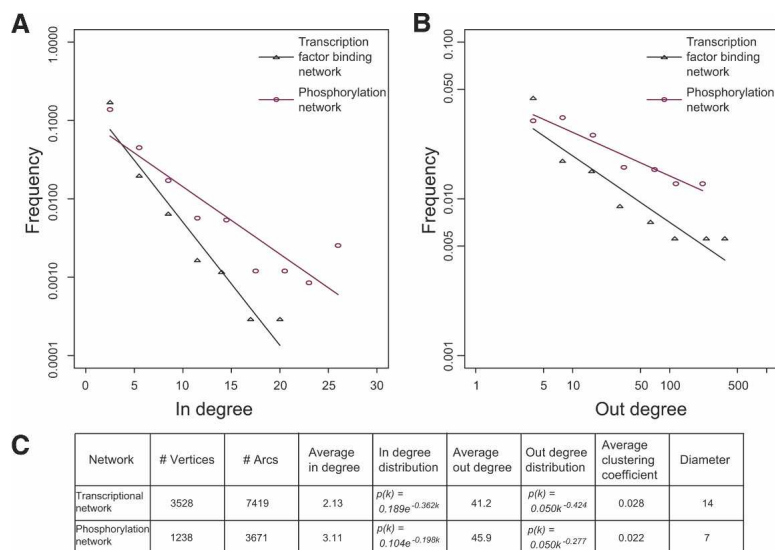 A
Transcription
factor binding
network
Phosphorylation
network
Frequency
1.0000
0.1000
0.0100
0.0010
0.0001
0 5 10 15 20 25 30
In degree
B
Transcription
factor binding
network
Phosphorylation
network
Frequency
0.100
0.050
0.010
0.005
0.001
1 5 10 50 100 500
Out degree
C
Network # Vertices # Arcs Average in degree In degree distribution Average out degree Out degree distribution Average clustering coefficient Diameter
Transcriptional network 3528 7419 2.13 p(k) = 0.189e^-0.362k 41.2 p(k) = 0.050k^-0.424 0.028 14
Phosphorylation network 1238 3671 3.11 p(k) = 0.104e^-0.198k 45.9 p(k) = 0.050k^-0.277 0.022 7